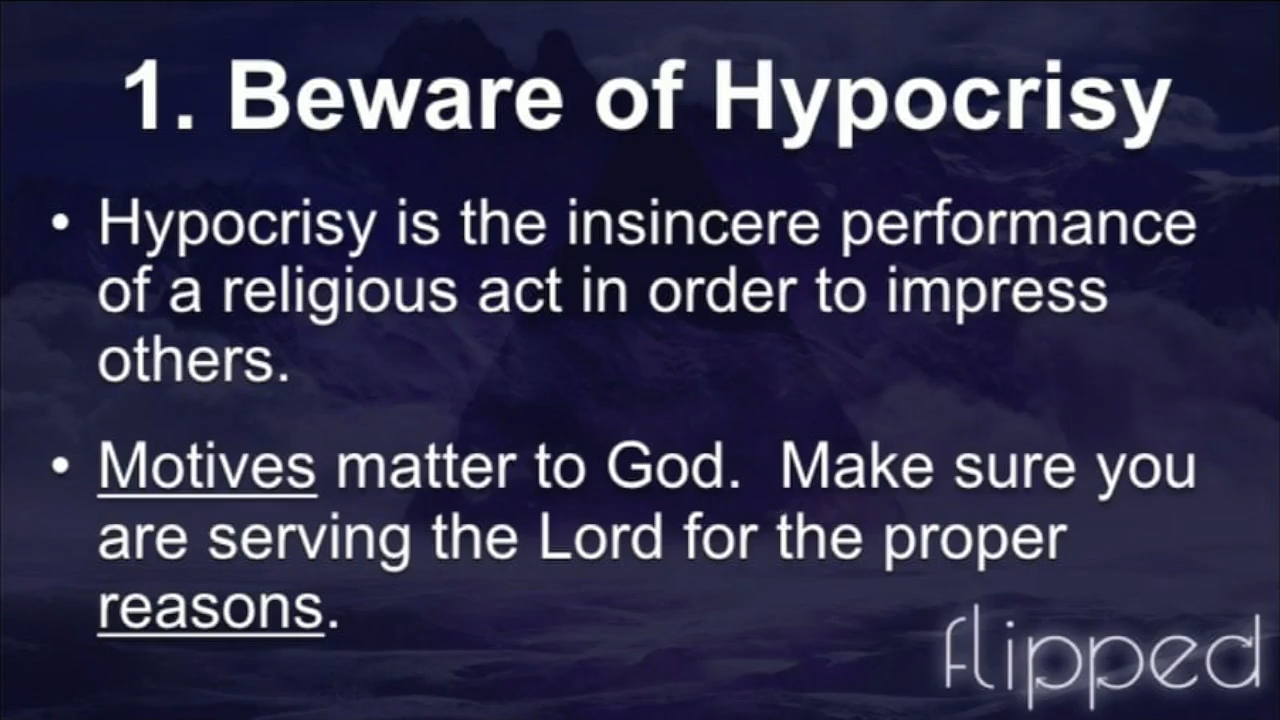 1. Beware of Hypocrisy
• Hypocrisy is the insincere performance
of a religious act in order to impress
others.
• Motives matter to God.  Make sure you
are serving the Lord for the proper
reasons.
flipped